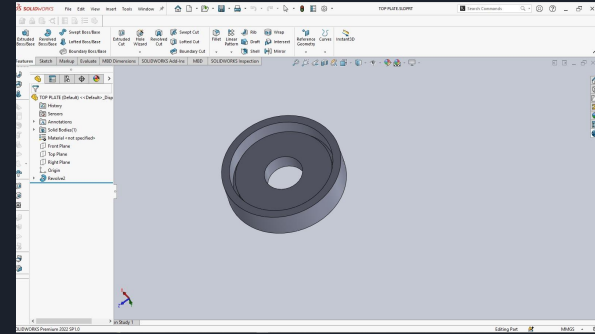 SOLIDWORKS File Edit View Insert Tools Window TOP PLATE.SLDPRT Search Commands
Extruded Boss/Base Revolved Boss/Base Swept Boss/Base Lofted Boss/Base Boundary Boss/Base Extruded Cut Hole Wizard Revolved Cut Swept Cut Lofted Cut Boundary Cut Fillet Linear Pattern Rib Draft Shell Wrap Intersect Mirror Reference Geometry Curves Instant3D
Features Sketch Markup Evaluate MBD Dimensions SOLIDWORKS Add-Ins MBD SOLIDWORKS Inspection
TOP PLATE (Default) <<Default>_Disp
History
Sensors
Annotations
Solid Bodies(1)
Material <not specified>
Front Plane
Top Plane
Right Plane
Origin
n Study 1
SOLIDWORKS Premium 2022 SP1.0 Editing Part MMGS